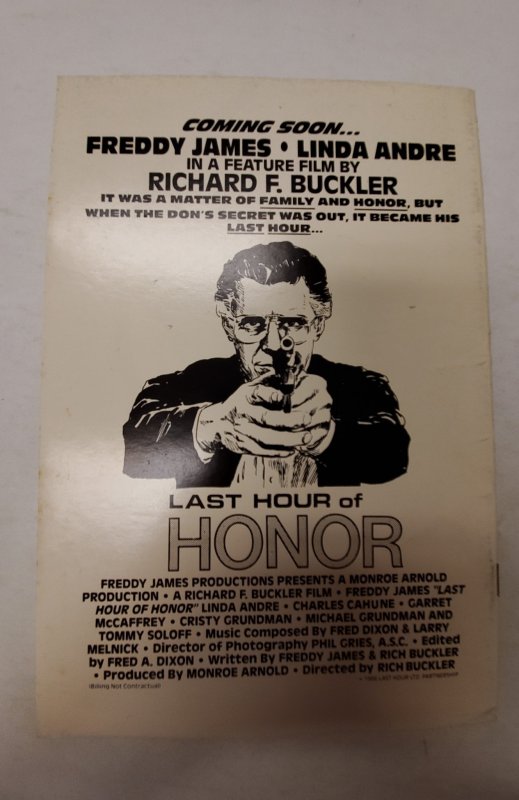 COMING SOON...
FREDDY JAMES • LINDA ANDRE
IN A FEATURE FILM BY
RICHARD F. BUCKLER
IT WAS A MATTER OF FAMILY AND HONOR, BUT
WHEN THE DON'S SECRET WAS OUT, IT BECAME HIS
LAST HOUR...
LAST HOUR of
HONOR
FREDDY JAMES PRODUCTIONS PRESENTS A MONROE ARNOLD
PRODUCTION • A RICHARD F. BUCKLER FILM • FREDDY JAMES "LAST
HOUR OF HONOR" LINDA ANDRE • CHARLES CAHUNE • GARRET
McCAFFREY • CRISTY GRUNDMAN • MICHAEL GRUNDMAN AND
TOMMY SOLOFF • Music Composed By FRED DIXON & LARRY
MELNICK • Director of Photography PHIL GRIES, A.S.C. • Edited
by FRED A. DIXON • Written By FREDDY JAMES & RICH BUCKLER
• Produced By MONROE ARNOLD • Directed by RICH BUCKLER
(Billing Not Contractual)
LAST HOUR LTD. PARTNERSHIP